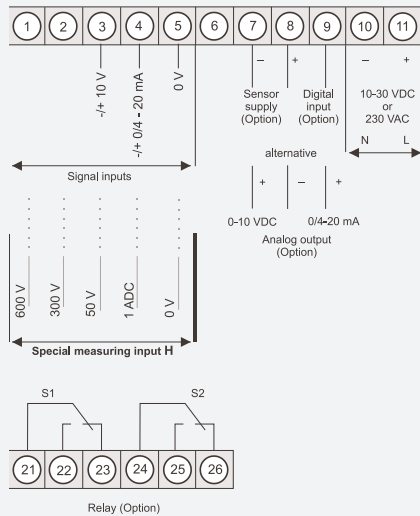 1 2 3 4 5 6 7 8 9 10 11
-/+ 10 V
-/+ 0/4 - 20 mA
0 V
– +
Sensor supply (Option)
Digital input (Option)
– +
10-30 VDC
or
230 VAC
N L
Signal inputs
alternative
+ – +
0-10 VDC 0/4-20 mA
Analog output
(Option)
600 V
300 V
50 V
1 ADC
0 V
Special measuring input H
S1 S2
21 22 23 24 25 26
Relay (Option)